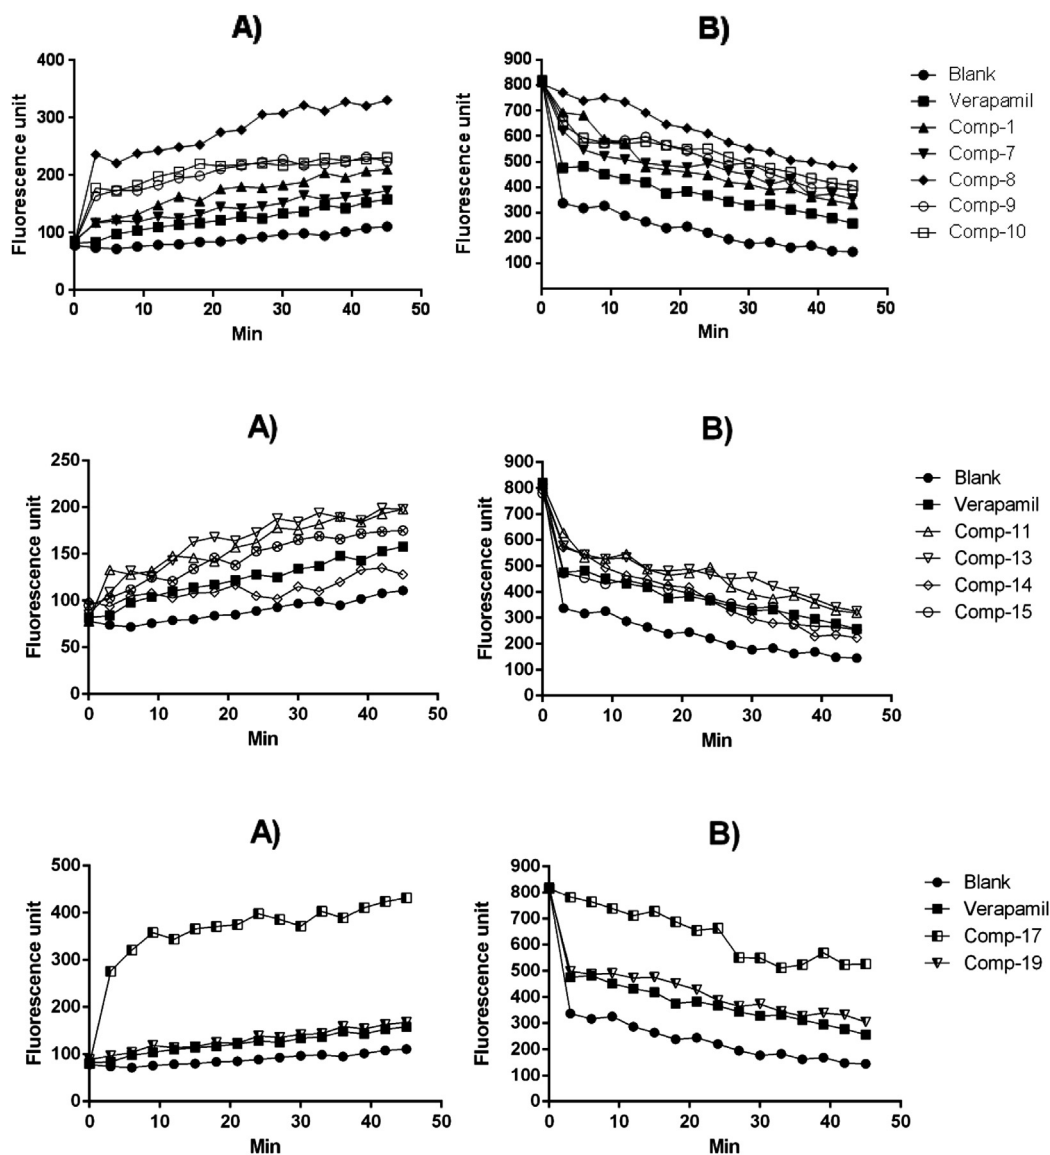 A)
B)
Fluorescence unit
400
300
200
100
0
0 10 20 30 40 50
Min
Fluorescence unit
900
800
700
600
500
400
300
200
100
0 10 20 30 40 50
Min
Blank
Verapamil
Comp-1
Comp-7
Comp-8
Comp-9
Comp-10
A)
B)
Fluorescence unit
250
200
150
100
50
0
0 10 20 30 40 50
Min
Fluorescence unit
900
800
700
600
500
400
300
200
100
0
0 10 20 30 40 50
Min
Blank
Verapamil
Comp-11
Comp-13
Comp-14
Comp-15
A)
B)
Fluorescence unit
500
400
300
200
100
0
0 10 20 30 40 50
Min
Fluorescence unit
900
800
700
600
500
400
300
200
100
0
0 10 20 30 40 50
Min
Blank
Verapamil
Comp-17
Comp-19